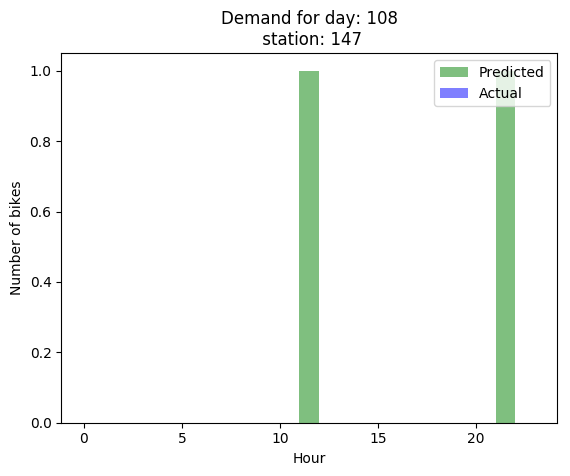 Demand for day: 108
station: 147
Predicted
Actual
Number of bikes
1.0
0.8
0.6
0.4
0.2
0.0
0
5
10
15
20
Hour